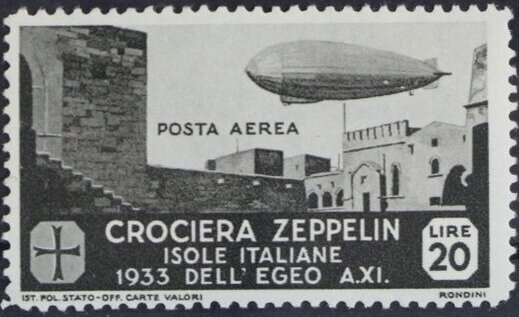 POSTA AEREA
CROCIERA ZEPPELIN
ISOLE ITALIANE
1933 DELL'EGEO A.XI.
LIRE
20
IST. POL. STATO-OFF. CARTE VALORI
RONDINI